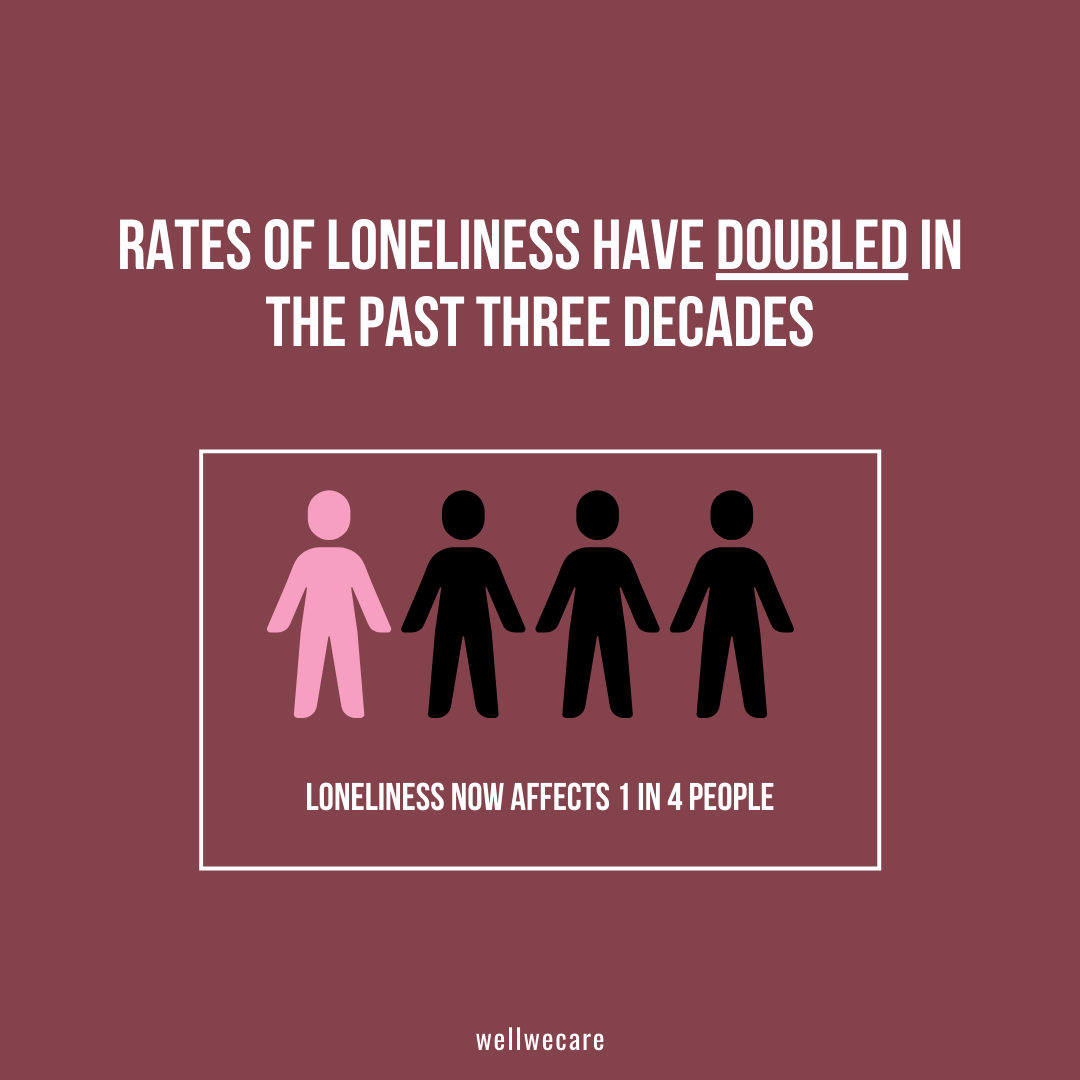 RATES OF LONELINESS HAVE DOUBLED IN
THE PAST THREE DECADES
LONELINESS NOW AFFECTS 1 IN 4 PEOPLE
wellwecare